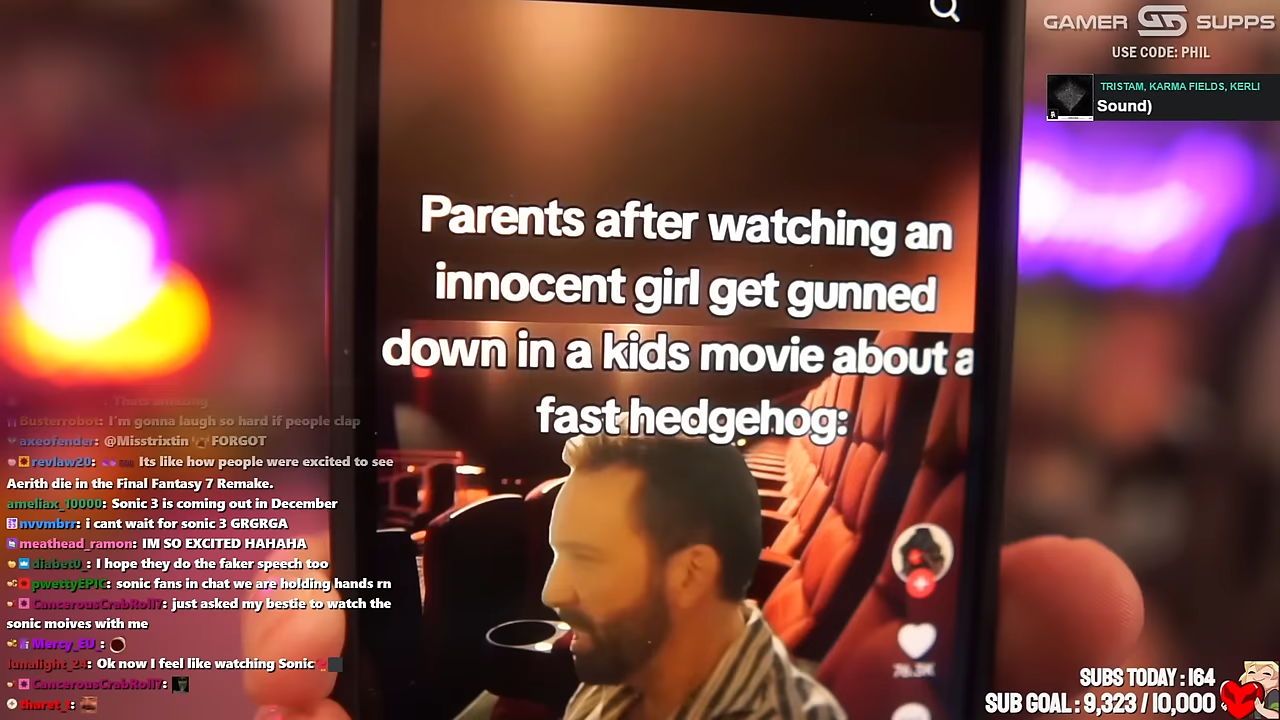 GAMER SUPPS
USE CODE: PHIL
TRISTAM, KARMA FIELDS, KERLI
Sound)
Parents after watching an
innocent girl get gunned
down in a kids movie about a
fast hedgehog:
Thats amazing
Busterrobot: I'm gonna laugh so hard if people clap
axeofender: @Misstrixtin FORGOT
revlaw20: Its like how people were excited to see
Aerith die in the Final Fantasy 7 Remake.
ameliax_10000: Sonic 3 is coming out in December
nvvmbrr: i cant wait for sonic 3 GRGRGA
meathead_ramon: IM SO EXCITED HAHAHA
diabet0_: I hope they do the faker speech too
pwettyEPIC: sonic fans in chat we are holding hands rn
CancerousCrabRoll7: just asked my bestie to watch the
sonic moives with me
Mercy_EU_:
lunalight_24: Ok now I feel like watching Sonic
CancerousCrabRoll7:
tharet_t:
SUBS TODAY : 164
SUB GOAL : 9,323 / 10,000